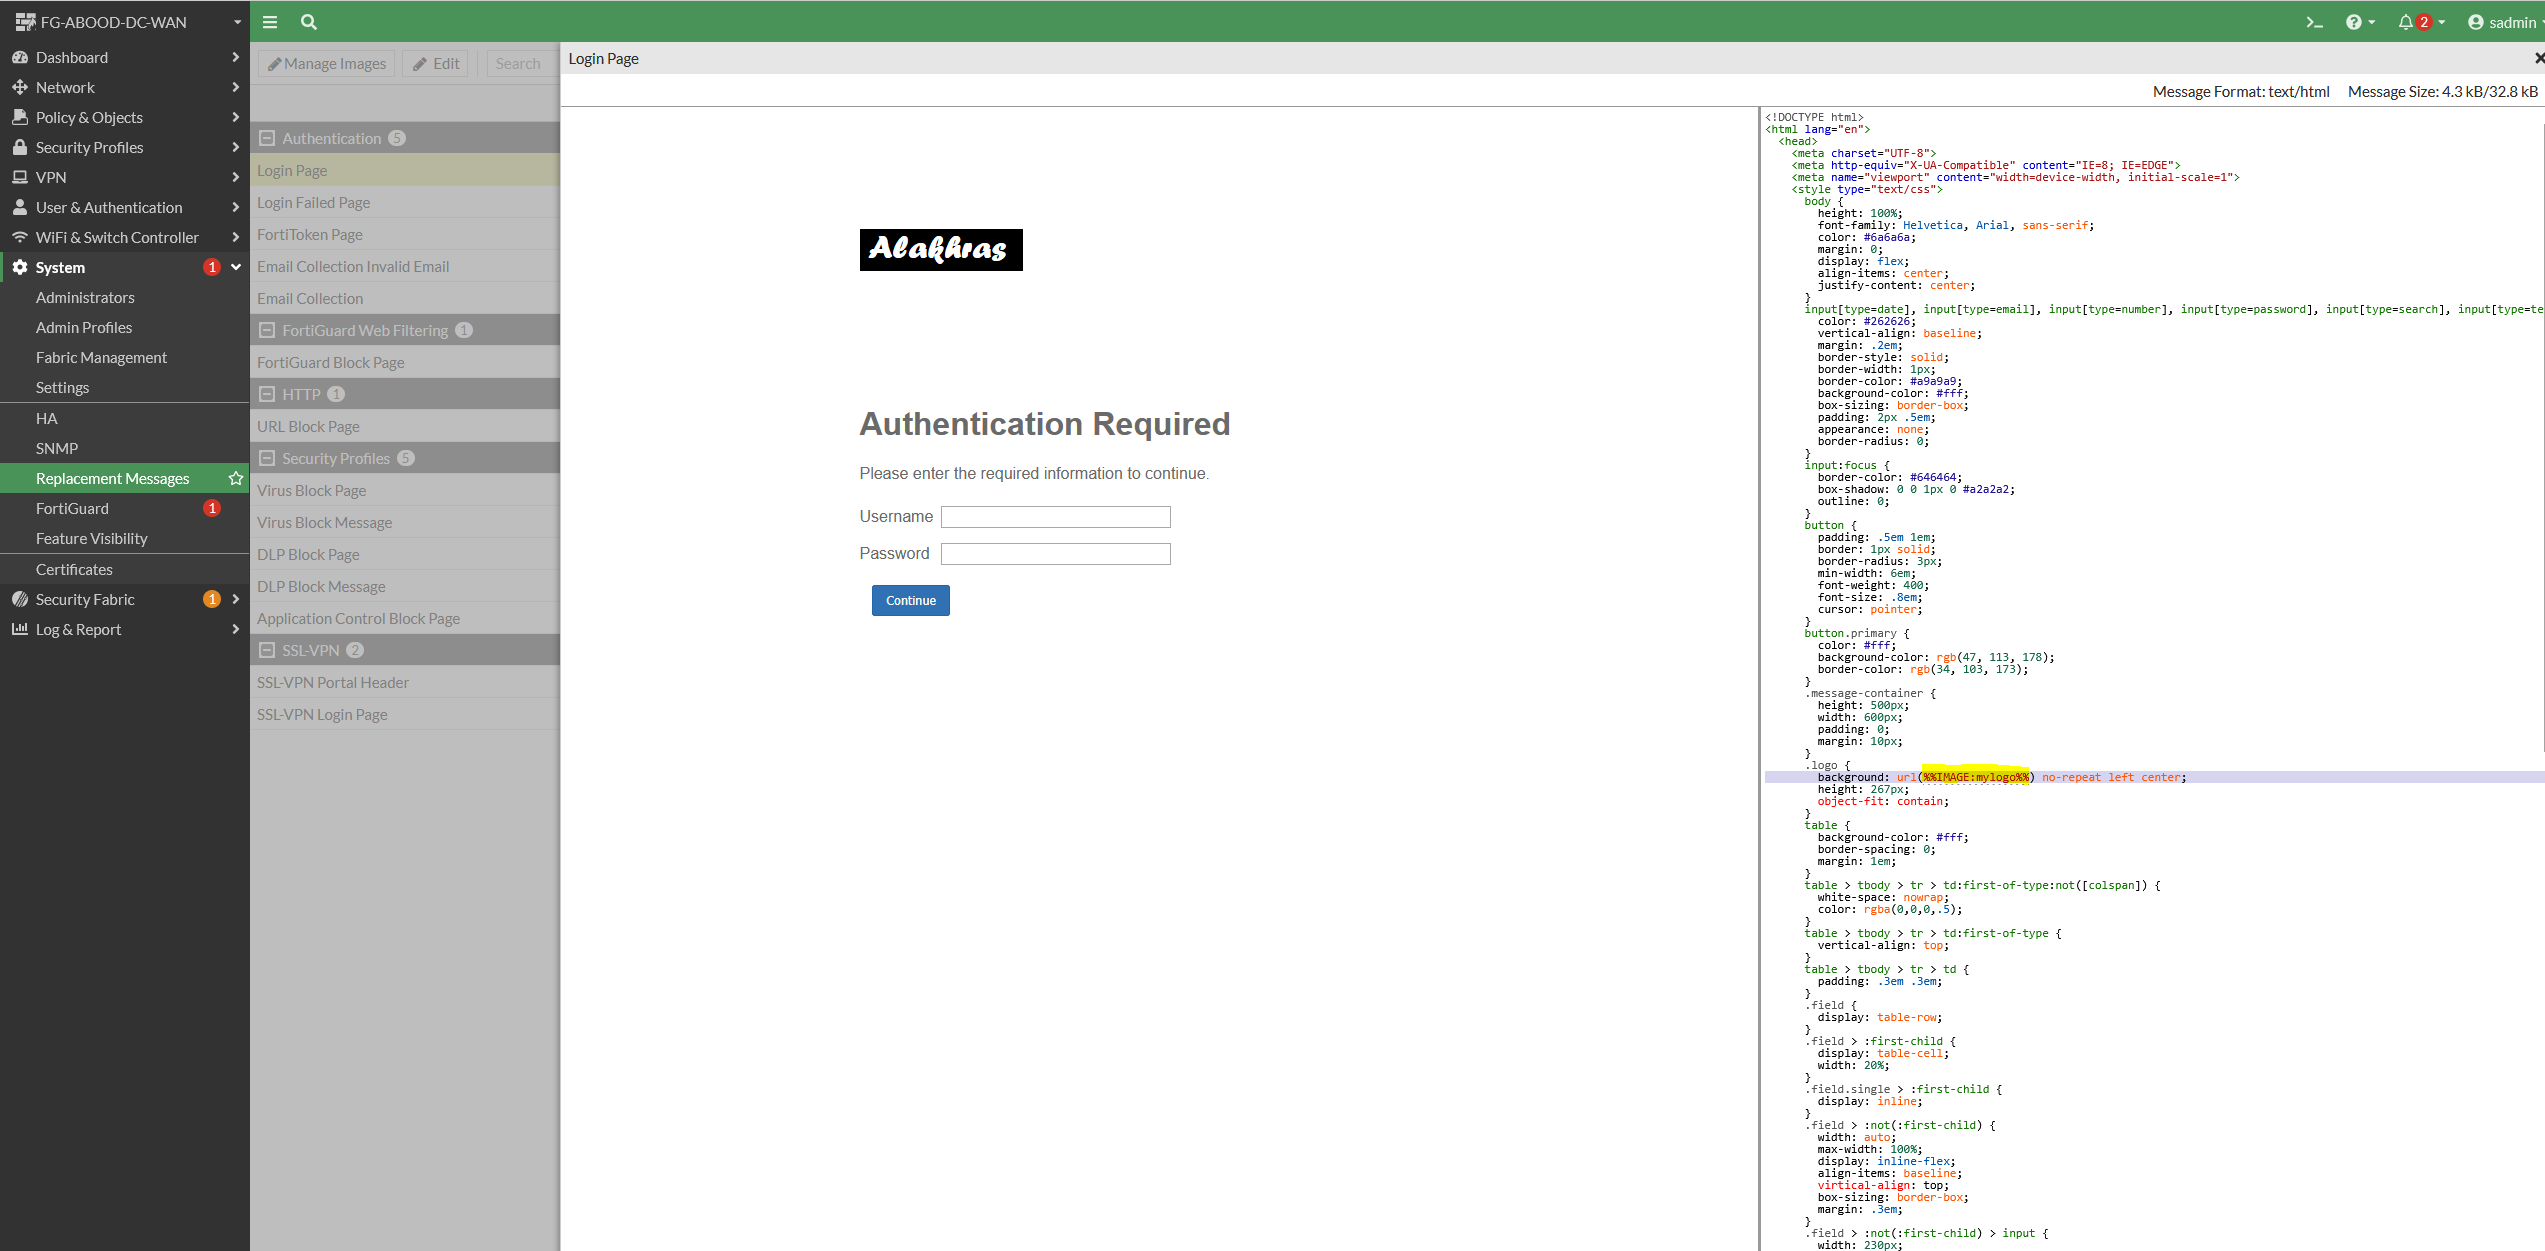 FG-ABOOD-DC-WAN
2
sadmin
Dashboard
Network
Policy & Objects
Security Profiles
VPN
User & Authentication
WiFi & Switch Controller
System 1
Administrators
Admin Profiles
Fabric Management
Settings
HA
SNMP
Replacement Messages
FortiGuard 1
Feature Visibility
Certificates
Security Fabric 1
Log & Report
Manage Images
Edit
Search
Authentication 5
Login Page
Login Failed Page
FortiToken Page
Email Collection Invalid Email
Email Collection
FortiGuard Web Filtering 1
FortiGuard Block Page
HTTP 1
URL Block Page
Security Profiles 5
Virus Block Page
Virus Block Message
DLP Block Page
DLP Block Message
Application Control Block Page
SSL-VPN 2
SSL-VPN Portal Header
SSL-VPN Login Page
Login Page
Message Format: text/html Message Size: 4.3 kB/32.8 kB
Alakhras
Authentication Required
Please enter the required information to continue.
Username
Password
Continue
<!DOCTYPE html>
<html lang="en">
<head>
<meta charset="UTF-8">
<meta http-equiv="X-UA-Compatible" content="IE=8; IE=EDGE">
<meta name="viewport" content="width=device-width, initial-scale=1">
<style type="text/css">
body {
height: 100%;
font-family: Helvetica, Arial, sans-serif;
color: #6a6a6a;
margin: 0;
display: flex;
align-items: center;
justify-content: center;
}
input[type=date], input[type=email], input[type=number], input[type=password], input[type=search], input[type=te
color: #262626;
vertical-align: baseline;
margin: .2em;
border-style: solid;
border-width: 1px;
border-color: #a9a9a9;
background-color: #fff;
box-sizing: border-box;
padding: 2px .5em;
appearance: none;
border-radius: 0;
}
input:focus {
border-color: #646464;
box-shadow: 0 0 1px 0 #a2a2a2;
outline: 0;
}
button {
padding: .5em 1em;
border: 1px solid;
border-radius: 3px;
min-width: 6em;
font-weight: 400;
font-size: .8em;
cursor: pointer;
}
button.primary {
color: #fff;
background-color: rgb(47, 113, 178);
border-color: rgb(34, 103, 173);
}
.message-container {
height: 500px;
width: 600px;
padding: 0;
margin: 10px;
}
.logo {
background: url(%%IMAGE:mylogo%%) no-repeat left center;
height: 267px;
object-fit: contain;
}
table {
background-color: #fff;
border-spacing: 0;
margin: 1em;
}
table > tbody > tr > td:first-of-type:not([colspan]) {
white-space: nowrap;
color: rgba(0,0,0,.5);
}
table > tbody > tr > td:first-of-type {
vertical-align: top;
}
table > tbody > tr > td {
padding: .3em .3em;
}
.field {
display: table-row;
}
.field > :first-child {
display: table-cell;
width: 20%;
}
.field.single > :first-child {
display: inline;
}
.field > :not(:first-child) {
width: auto;
max-width: 100%;
display: inline-flex;
align-items: baseline;
virtical-align: top;
box-sizing: border-box;
margin: .3em;
}
.field > :not(:first-child) > input {
width: 230px;